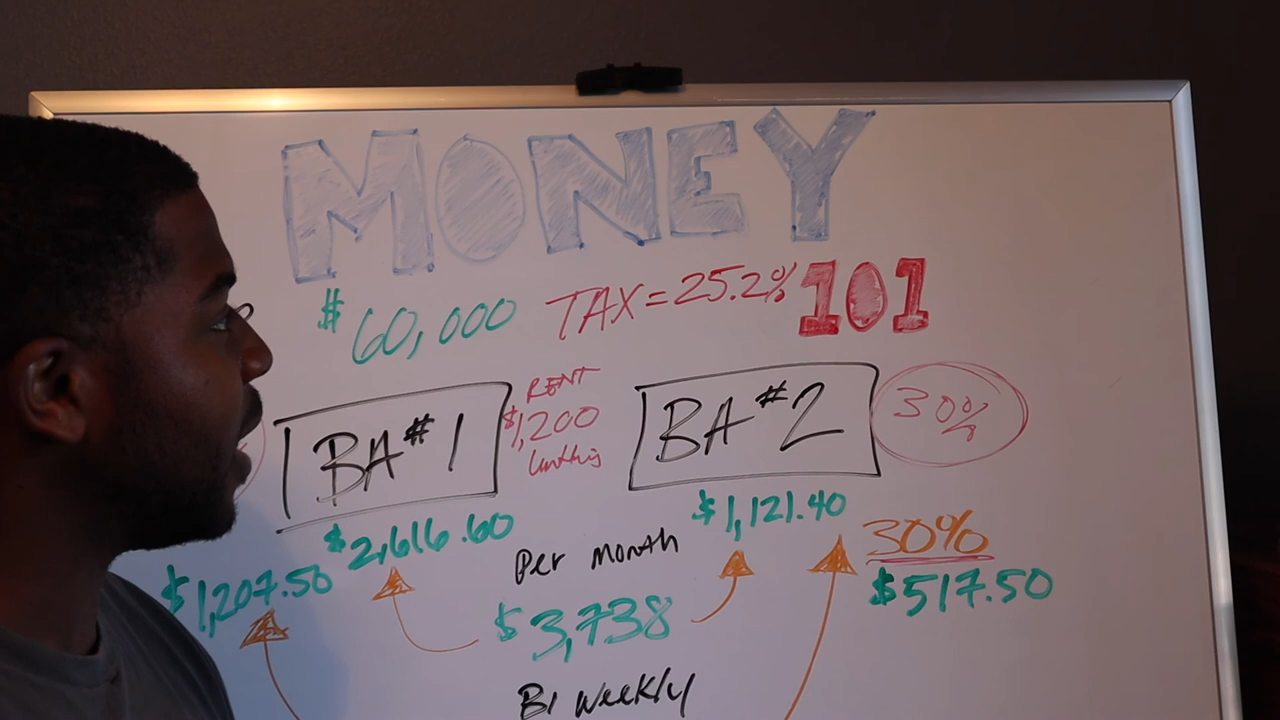 MONEY
$60,000 TAX = 25.2% 101
BA #1
RENT
$1,200
BA #2
30%
$2,616.60
$1,121.40
30%
Per Month
$1,207.50
$517.50
$3,738
Bi Weekly